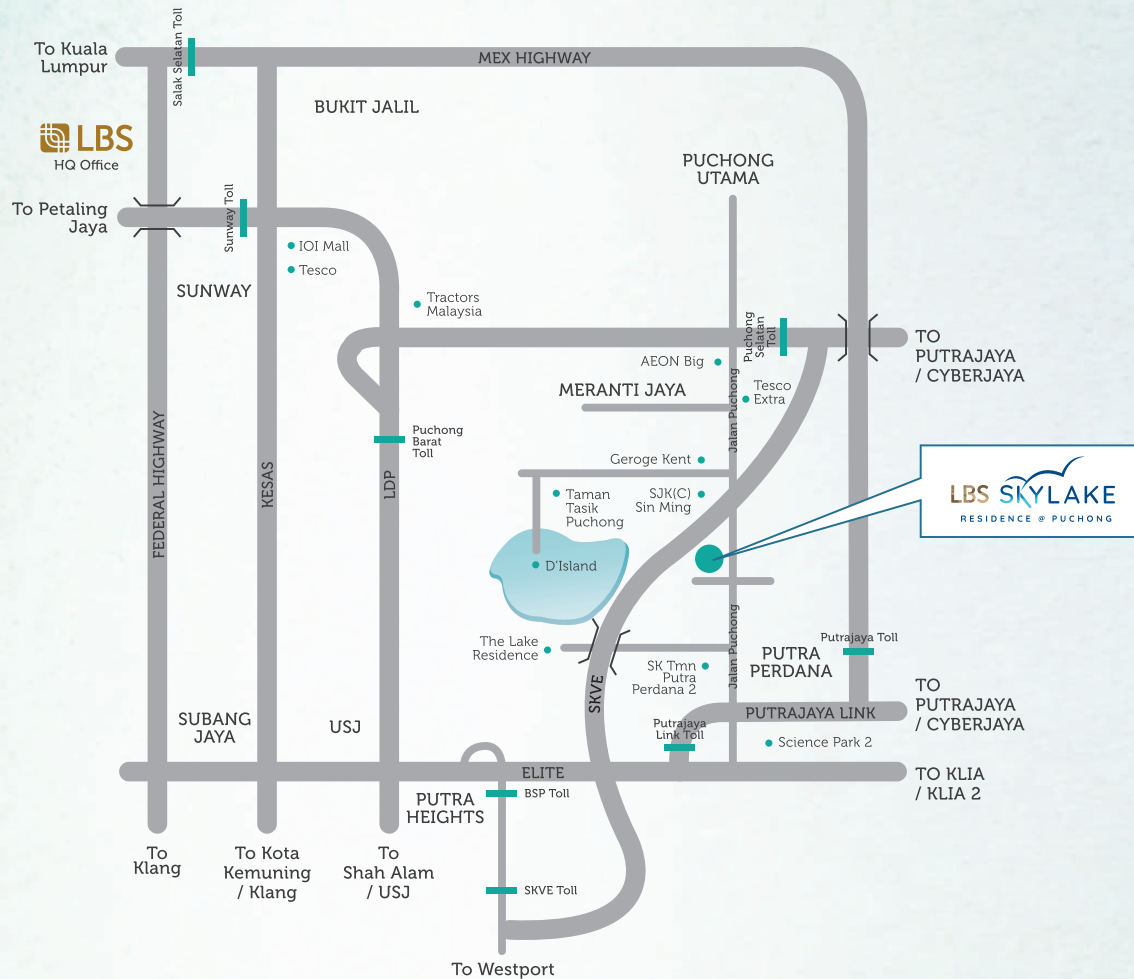 To Kuala
Lumpur
Salak Selatan Toll
MEX HIGHWAY
BUKIT JALIL
LBS
HQ Office
PUCHONG
UTAMA
To Petaling
Jaya
Sunway Toll
IOI Mall
Tesco
SUNWAY
Tractors
Malaysia
Puchong
Selatan
Toll
TO
PUTRAJAYA
/ CYBERJAYA
AEON Big
MERANTI JAYA
Tesco
Extra
Jalan Puchong
FEDERAL HIGHWAY
KESAS
LDP
Puchong
Barat
Toll
Geroge Kent
Taman
Tasik
Puchong
SJK(C)
Sin Ming
LBS SKYLAKE
RESIDENCE @ PUCHONG
D'Island
The Lake
Residence
SKVE
SK Tmn
Putra
Perdana 2
Jalan Puchong
PUTRA
PERDANA
Putrajaya Toll
SUBANG
JAYA
USJ
Putrajaya
Link Toll
PUTRAJAYA LINK
TO
PUTRAJAYA
/ CYBERJAYA
Science Park 2
ELITE
TO KLIA
/ KLIA 2
PUTRA
HEIGHTS
BSP Toll
To
Klang
To Kota
Kemuning
/ Klang
To
Shah Alam
/ USJ
SKVE Toll
To Westport